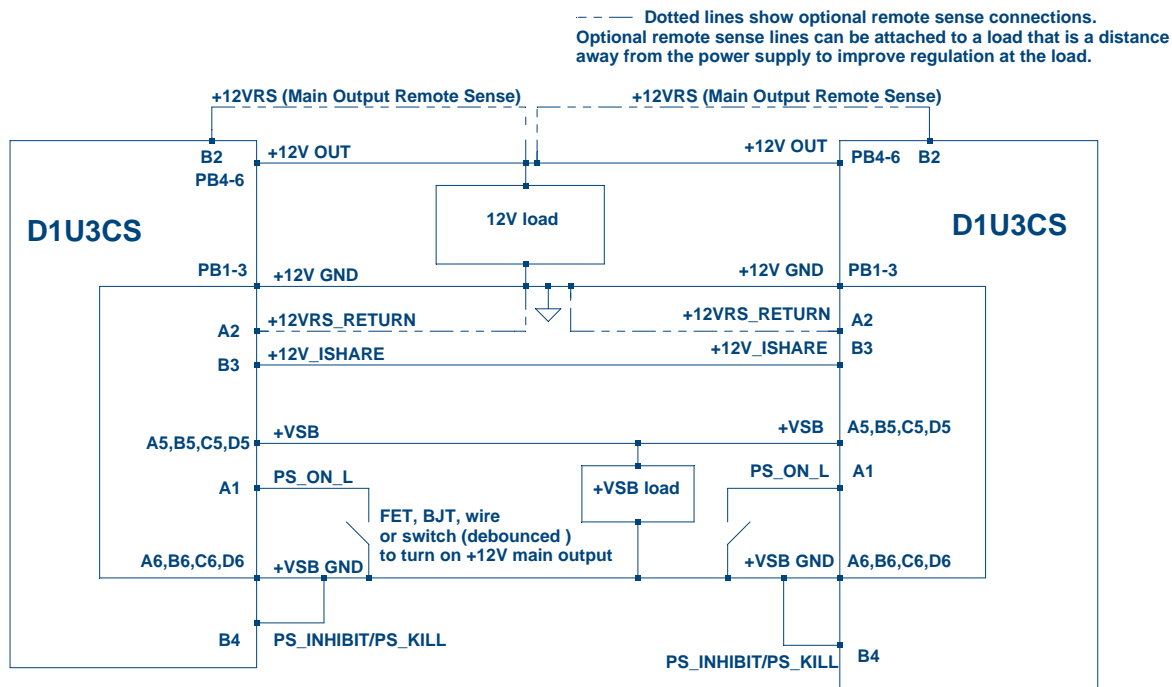 Dotted lines show optional remote sense connections.
Optional remote sense lines can be attached to a load that is a distance
away from the power supply to improve regulation at the load.
+12VRS (Main Output Remote Sense)
+12VRS (Main Output Remote Sense)
B2
+12V OUT
+12V OUT
PB4-6
B2
PB4-6
D1U3CS
12V load
D1U3CS
PB1-3
+12V GND
+12V GND
PB1-3
A2
+12VRS_RETURN
+12VRS_RETURN
A2
B3
+12V_ISHARE
+12V_ISHARE
B3
A5,B5,C5,D5
+VSB
+VSB
A5,B5,C5,D5
A1
PS_ON_L
+VSB load
PS_ON_L
A1
FET, BJT, wire
or switch (debounced )
to turn on +12V main output
A6,B6,C6,D6
+VSB GND
+VSB GND
A6,B6,C6,D6
B4
PS_INHIBIT/PS_KILL
PS_INHIBIT/PS_KILL
B4